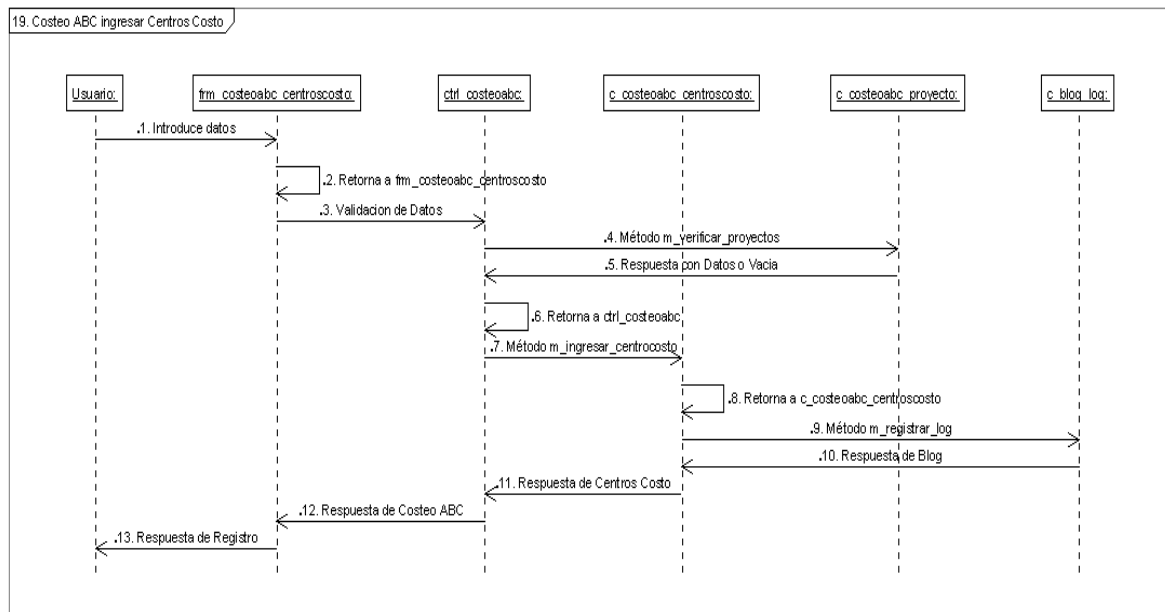 19. Costeo ABC ingresar Centros Costo
Usuario:
frm_costeoabc_centroscosto:
ctrl_costeoabc:
c_costeoabc_centroscosto:
c_costeoabc_proyecto:
c_blog_log:
.1. Introduce datos
.2. Retorna a frm_costeoabc_centroscosto
.3. Validacion de Datos
.4. Método m_verificar_proyectos
.5. Respuesta con Datos o Vacia
.6. Retorna a ctrl_costeoabc
.7. Método m_ingresar_centrocosto
.8. Retorna a c_costeoabc_centroscosto
.9. Método m_registrar_log
.10. Respuesta de Blog
.11. Respuesta de Centros Costo
.12. Respuesta de Costeo ABC
.13. Respuesta de Registro